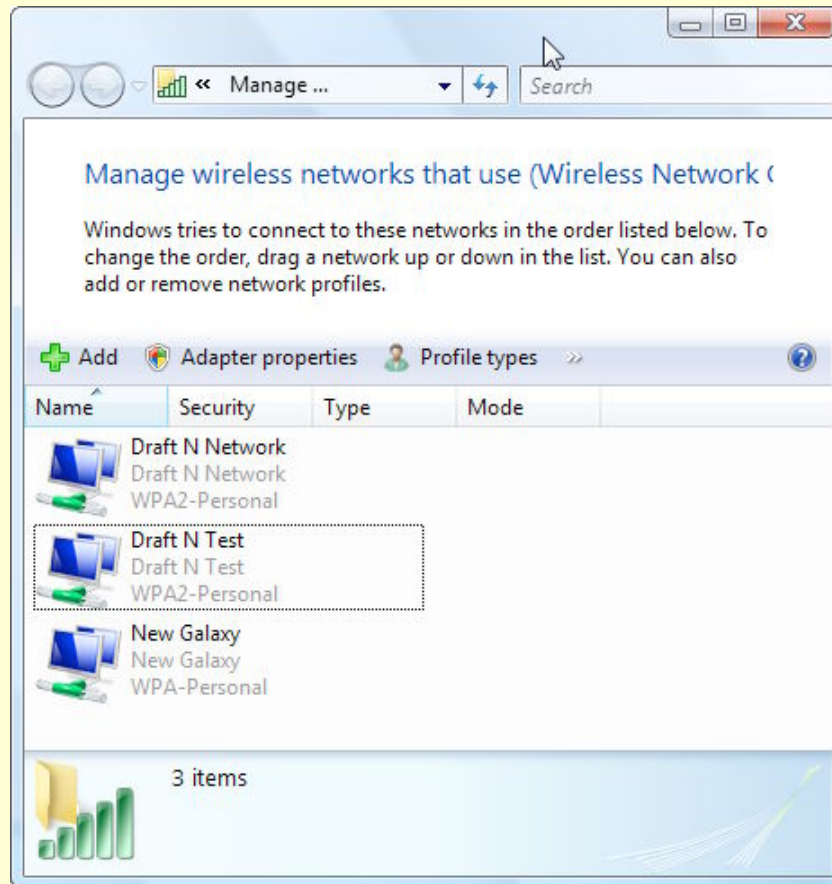 « Manage ... Search
Manage wireless networks that use (Wireless Network
Windows tries to connect to these networks in the order listed below. To
change the order, drag a network up or down in the list. You can also
add or remove network profiles.
Add Adapter properties Profile types »
Name Security Type Mode
Draft N Network
Draft N Network
WPA2-Personal
Draft N Test
Draft N Test
WPA2-Personal
New Galaxy
New Galaxy
WPA-Personal
3 items